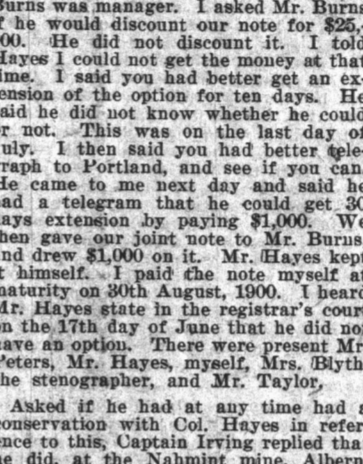 Burns was manager. I asked Mr. Burns
if he would discount our note for $25,-
000. He did not discount it. I told
Hayes I could not get the money at that
time. I said you had better get an ex-
tension of the option for ten days. He
said he did not know whether he could
or not. This was on the last day of
July. I then said you had better tele-
graph to Portland, and see if you can.
He came to me next day and said he
had a telegram that he could get 30
days extension by paying $1,000. We
then gave our joint note to Mr. Burns
and drew $1,000 on it. Mr. Hayes kept
it himself. I paid the note myself at
maturity on 30th August, 1900. I heard
Mr. Hayes state in the registrar's court
on the 17th day of June that he did not
have an option. There were present Mr.
Peters, Mr. Hayes, myself, Mrs. Blyth,
the stenographer, and Mr. Taylor,
Asked if he had at any time had a
conservation with Col. Hayes in refer-
ence to this, Captain Irving replied that
he did, at the Nahmint mine, Alberni